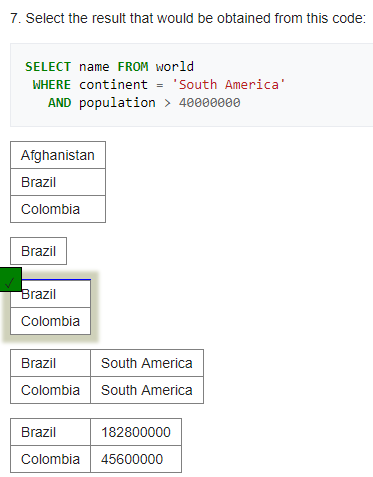 7. Select the result that would be obtained from this code:
SELECT name FROM world
WHERE continent = 'South America'
AND population > 40000000
Afghanistan
Brazil
Colombia
Brazil
Brazil
Colombia
Brazil South America
Colombia South America
Brazil 182800000
Colombia 45600000